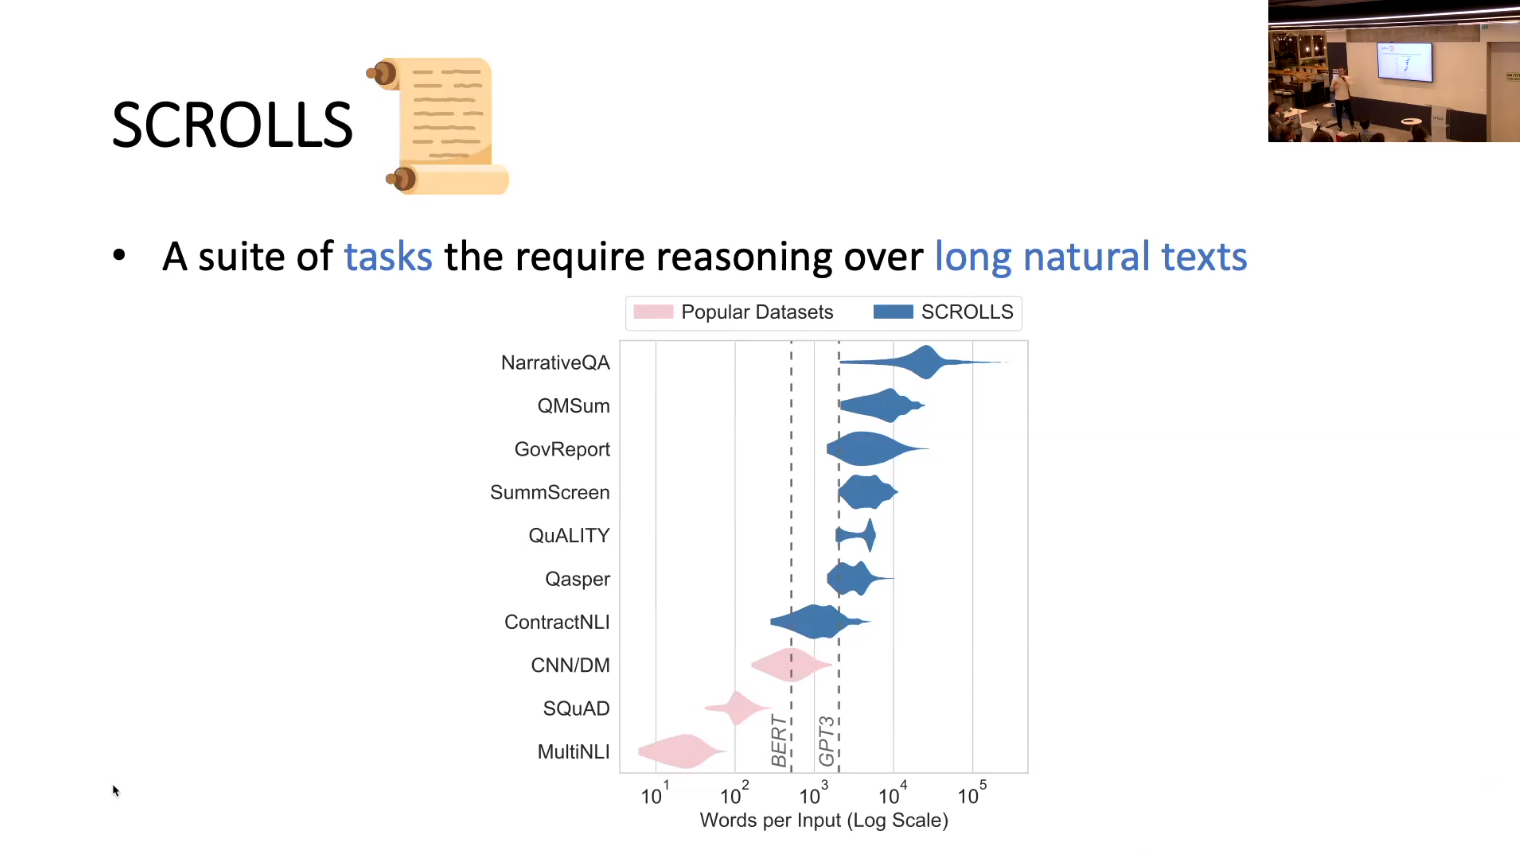 SCROLLS
• A suite of tasks the require reasoning over long natural texts
Popular Datasets
SCROLLS
NarrativeQA
QMSum
GovReport
SummScreen
QuALITY
Qasper
ContractNLI
CNN/DM
SQuAD
MultiNLI
BERT
GPT3
10^1 10^2 10^3 10^4 10^5
Words per Input (Log Scale)